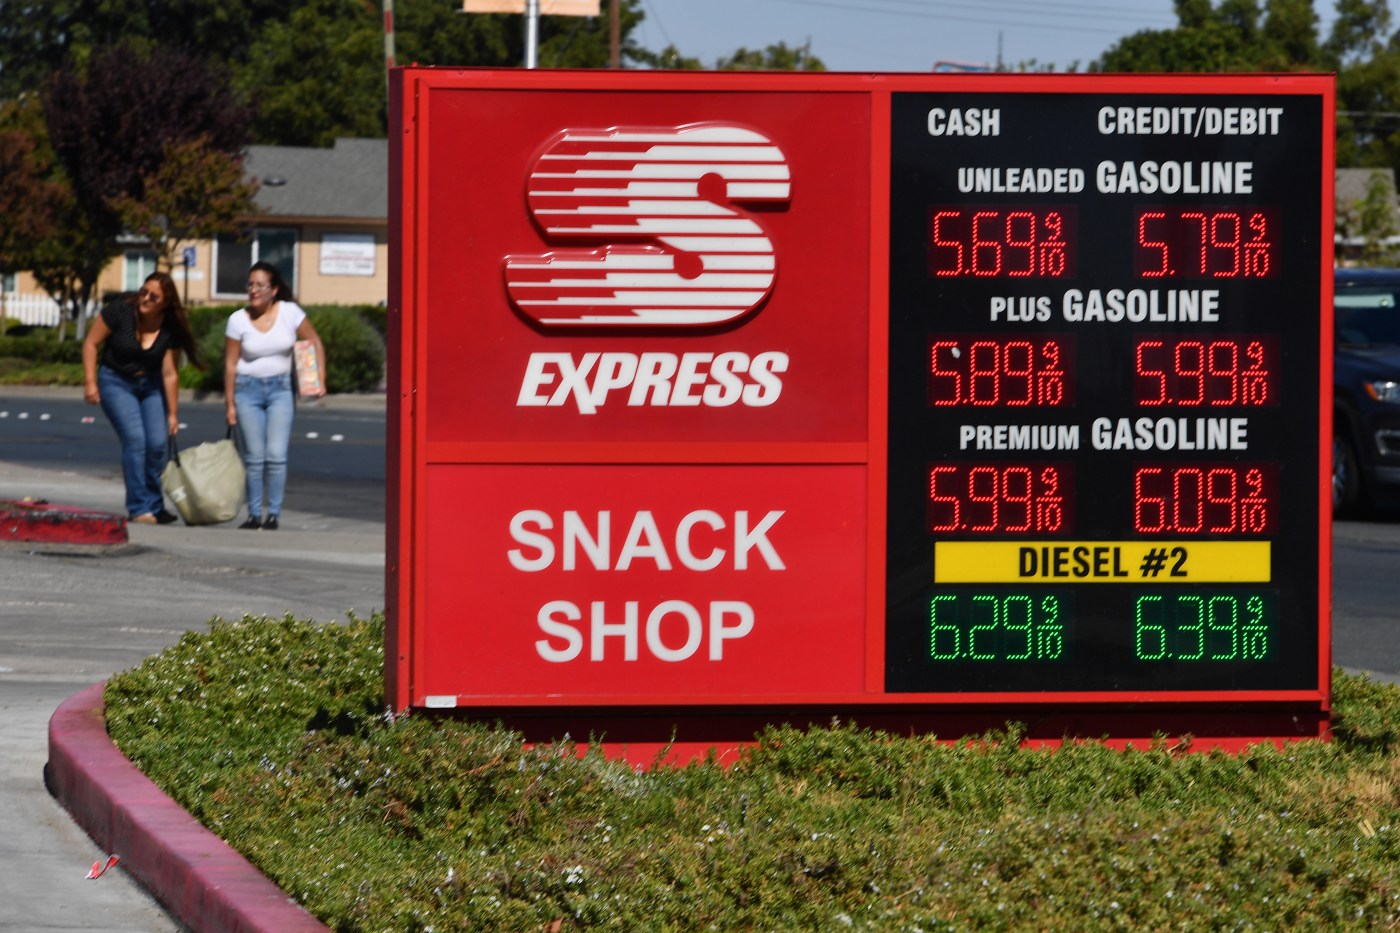 S
EXPRESS
SNACK
SHOP
CASH CREDIT/DEBIT
UNLEADED GASOLINE
5.69 9/10 5.79 9/10
PLUS GASOLINE
5.89 9/10 5.99 9/10
PREMIUM GASOLINE
5.99 9/10 6.09 9/10
DIESEL #2
6.29 9/10 6.39 9/10